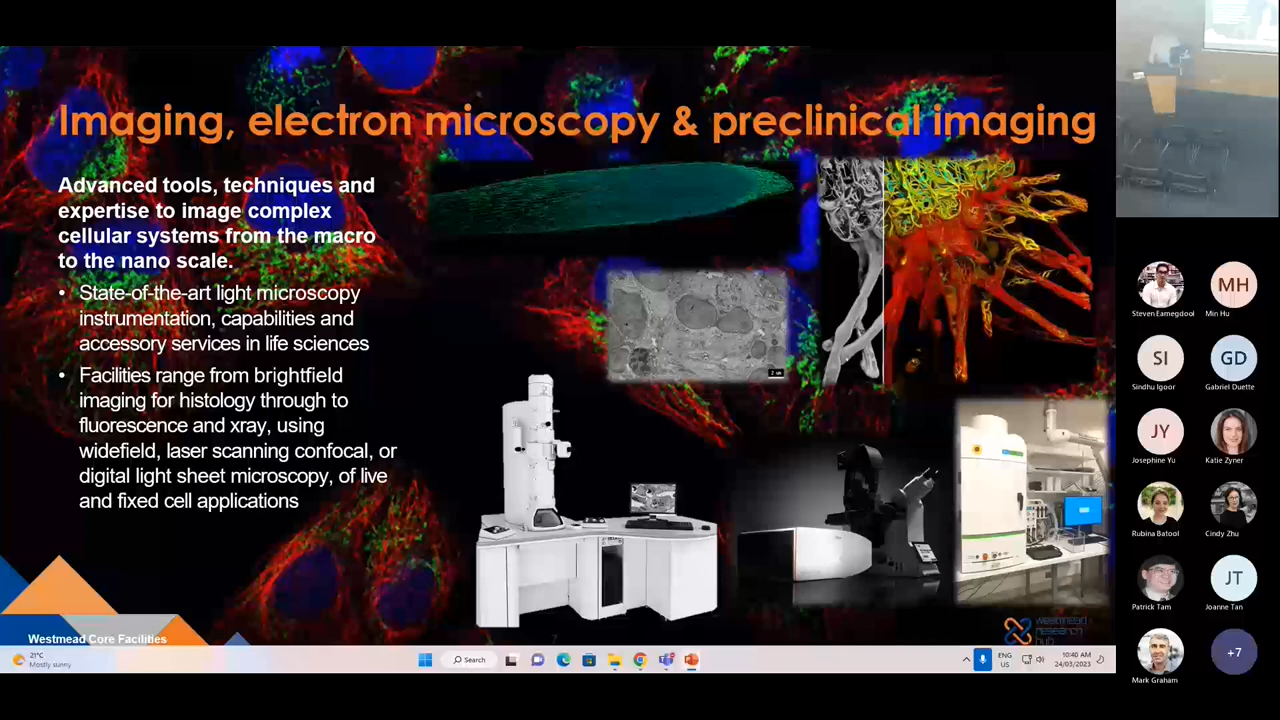 Imaging, electron microscopy & preclinical imaging
Advanced tools, techniques and
expertise to image complex
cellular systems from the macro
to the nano scale.
• State-of-the-art light microscopy
instrumentation, capabilities and
accessory services in life sciences
• Facilities range from brightfield
imaging for histology through to
fluorescence and xray, using
widefield, laser scanning confocal, or
digital light sheet microscopy, of live
and fixed cell applications
Westmead Core Facilities
westmead
research
hub
21°C
Mostly sunny
Search
ENG
US
10:40 AM
24/03/2023
MH
Steven Eamegdool
Min Hu
SI
GD
Sindhu Igoor
Gabriel Duette
JY
Josephine Yu
Katie Zyner
Rubina Batool
Cindy Zhu
JT
Patrick Tam
Joanne Tan
+7
Mark Graham